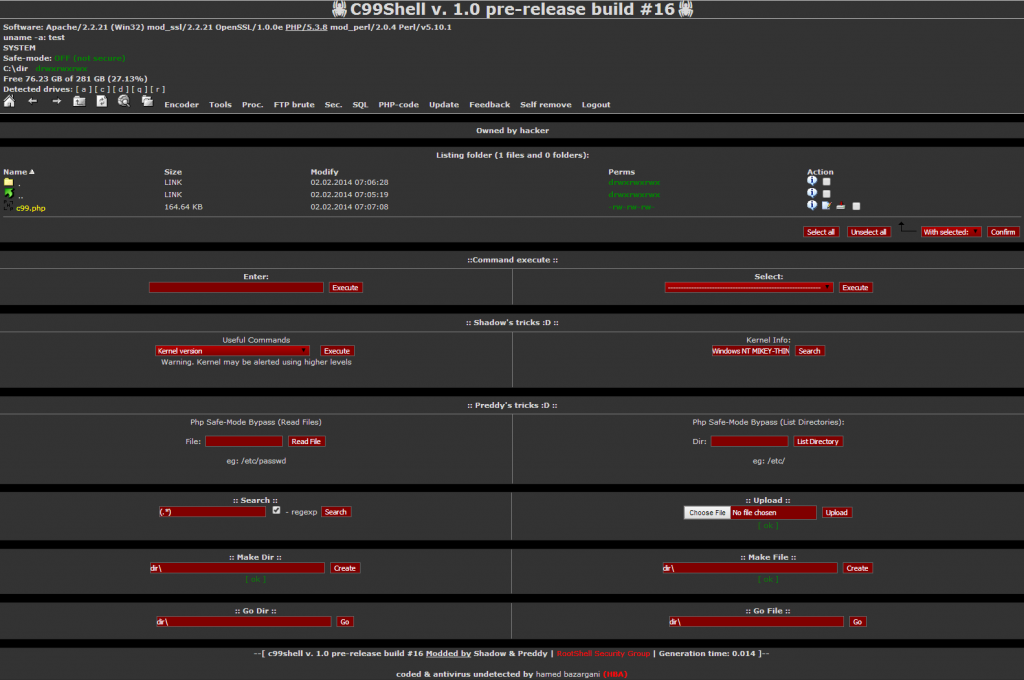 C99Shell v. 1.0 pre-release build #16
Software: Apache/2.2.21 (Win32) mod_ssl/2.2.21 OpenSSL/1.0.0e PHP/5.3.8 mod_perl/2.0.4 Perl/v5.10.1
uname -a: test
SYSTEM
Safe-mode: OFF (not secure)
C:\dir drwxrwxrwx
Free 76.23 GB of 281 GB (27.13%)
Detected drives: [ a ] [ c ] [ d ] [ q ] [ r ]
Encoder Tools Proc. FTP brute Sec. SQL PHP-code Update Feedback Self remove Logout
Owned by hacker
Listing folder (1 files and 0 folders):
Name Size Modify Perms Action
. LINK 02.02.2014 07:06:28 drwxrwxrwx
.. LINK 02.02.2014 07:05:19 drwxrwxrwx
c99.php 164.64 KB 02.02.2014 07:07:08 -rw-rw-rw-
Select all Unselect all With selected: Confirm
::Command execute ::
Enter: Select:
Execute Execute
:: Shadow's tricks :D ::
Useful Commands Kernel Info:
Kernel version Execute Windows NT MIKEY-THIN Search
Warning. Kernel may be alerted using higher levels
:: Preddy's tricks :D ::
Php Safe-Mode Bypass (Read Files) Php Safe-Mode Bypass (List Directories):
File: Read File Dir: List Directory
eg: /etc/passwd eg: /etc/
:: Search :: :: Upload ::
(.*) - regexp Search Choose File No file chosen Upload
[ ok ]
:: Make Dir :: :: Make File ::
dir\ Create dir\ Create
[ ok ] [ ok ]
:: Go Dir :: :: Go File ::
dir\ Go dir\ Go
--[ c99shell v. 1.0 pre-release build #16 Modded by Shadow & Preddy | RootShell Security Group | Generation time: 0.014 ]--
coded & antivirus undetected by hamed bazargani